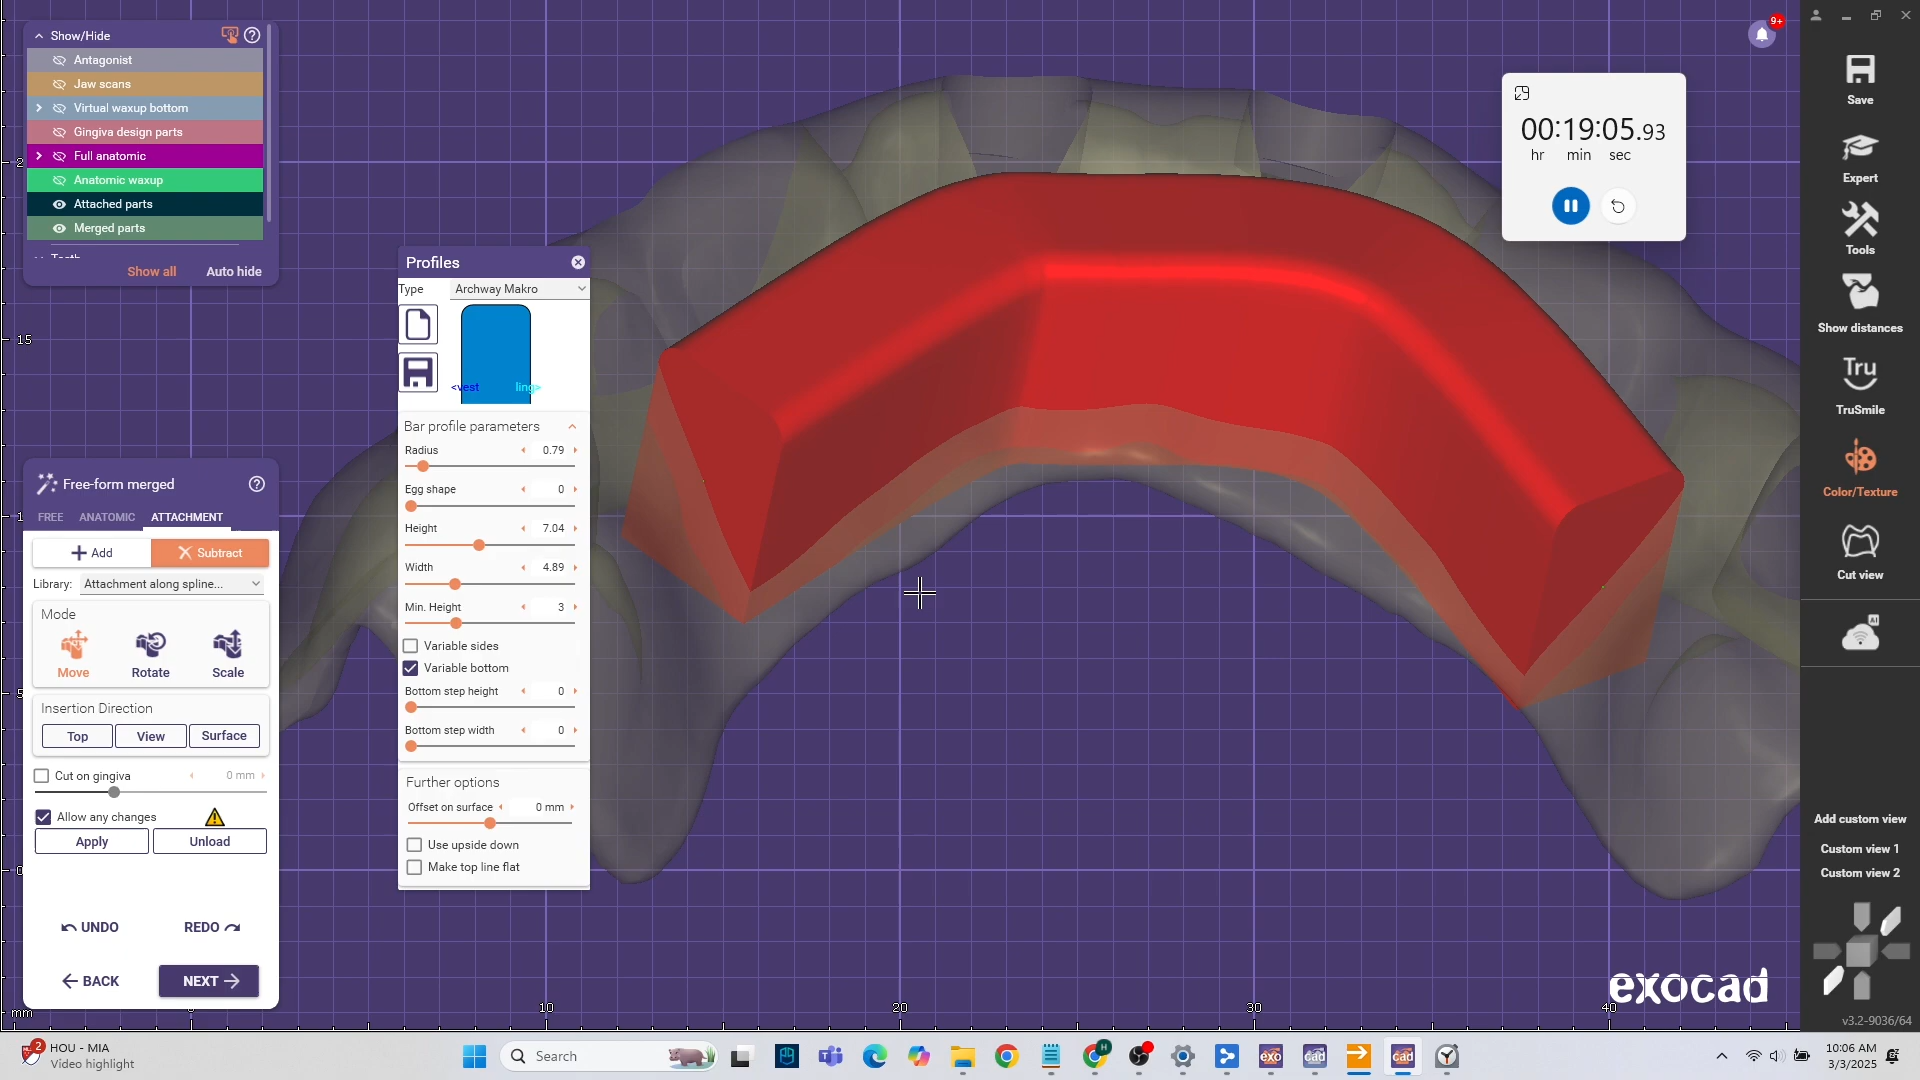 Show/Hide
Antagonist
Jaw scans
Virtual waxup bottom
Gingiva design parts
Full anatomic
Anatomic waxup
Attached parts
Merged parts
Show all
Auto hide
Free-form merged
FREE
ANATOMIC
ATTACHMENT
Add
Subtract
Library:
Attachment along spline...
Mode
Move
Rotate
Scale
Insertion Direction
Top
View
Surface
Cut on gingiva
0 mm
Allow any changes
Apply
Unload
UNDO
REDO
BACK
NEXT
Profiles
Type
Archway Makro
<vest
ling>
Bar profile parameters
Radius
0.79
Egg shape
0
Height
7.04
Width
4.89
Min. Height
3
Variable sides
Variable bottom
Bottom step height
0
Bottom step width
0
Further options
Offset on surface
0 mm
Use upside down
Make top line flat
00:19:05.93
hr
min
sec
9+
Save
Expert
Tools
Show distances
Tru
TruSmile
Color/Texture
Cut view
AI
Add custom view
Custom view 1
Custom view 2
exocad
v3.2-9036/64
15
mm
10
20
30
40
2
HOU - MIA
Video highlight
Search
H
exo
cad
cad
10:06 AM
3/3/2025